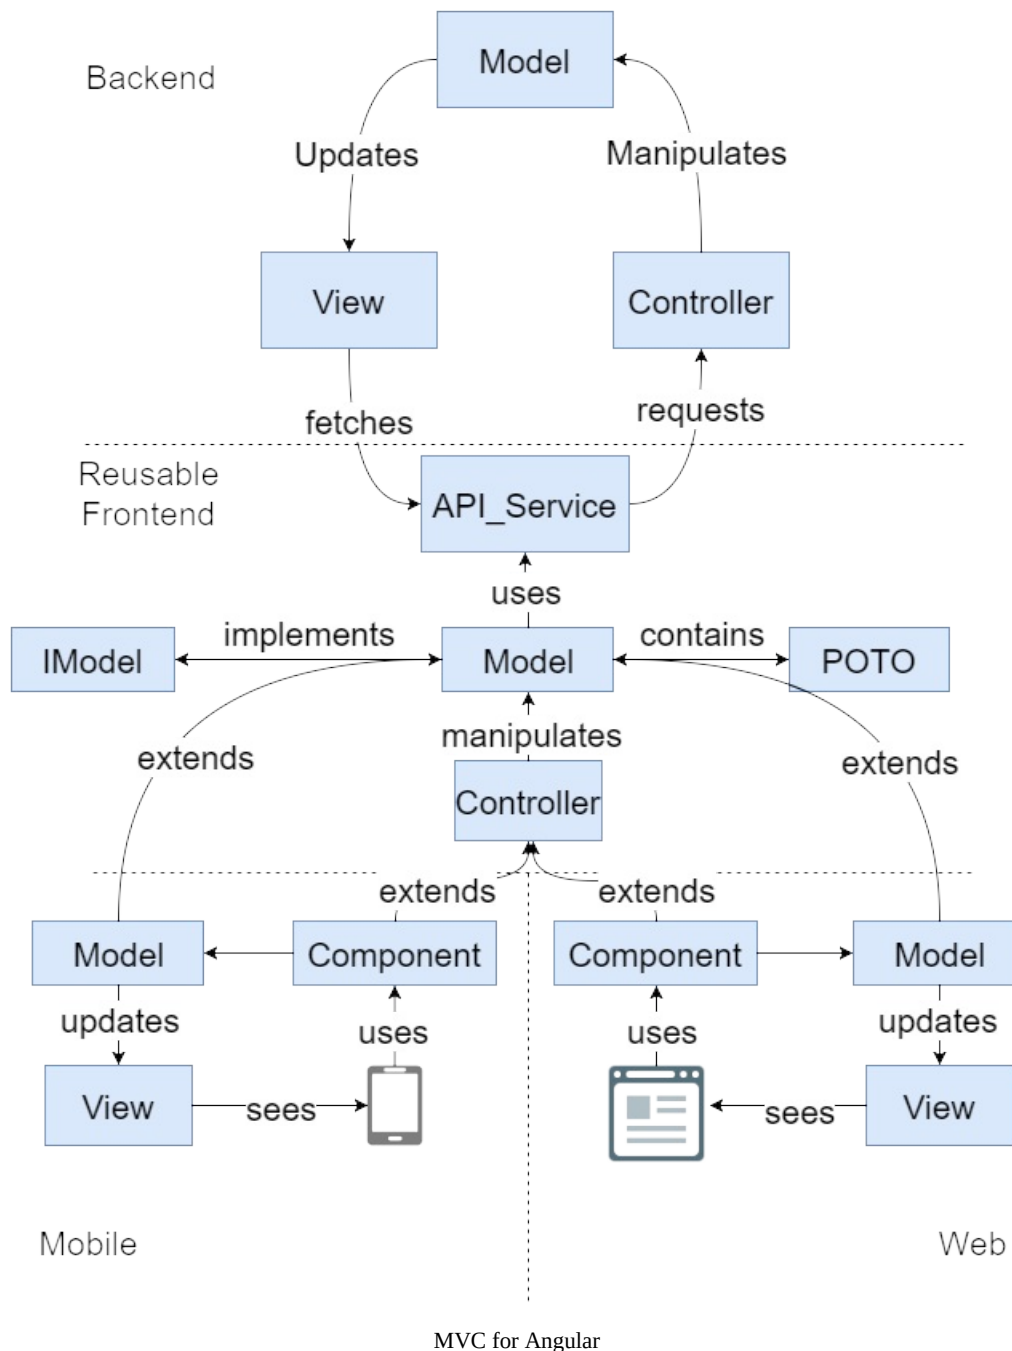 Model
Backend
Updates
Manipulates
View
Controller
fetches
requests
Reusable
Frontend
API_Service
uses
implements
contains
IModel
Model
POTO
manipulates
extends
extends
Controller
extends
extends
Model
Component
Component
Model
updates
uses
uses
updates
View
sees
sees
View
Mobile
Web
MVC for Angular